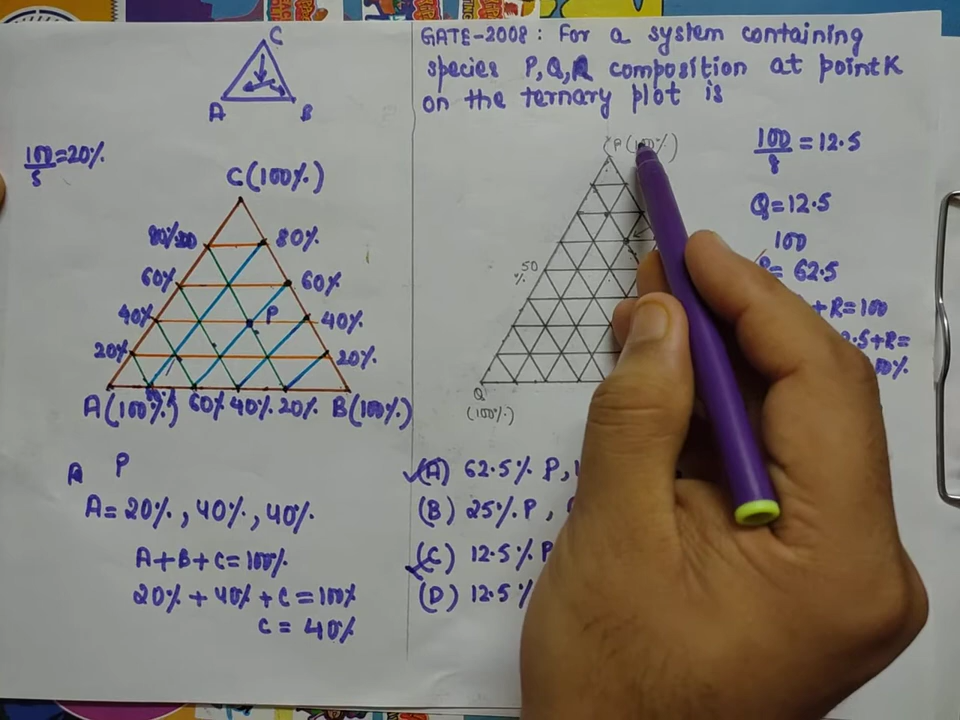 C
A
B
100/5 = 20%
C (100%)
80%
80%
60%
60%
P
40%
40%
20%
20%
A (100%)
60% 40% 20%
B (100%)
A P
A = 20%, 40%, 40%
A + B + C = 100%
20% + 40% + C = 100%
C = 40%
GATE-2008: For a system containing
species P, Q, R composition at point K
on the ternary plot is
100/8 = 12.5
P (100%)
Q = 12.5
100
= 62.5
50
%
+ R = 100
+ R =
Q
(100%)
(A) 62.5% P,
(B) 25% P,
(C) 12.5% P
(D) 12.5%